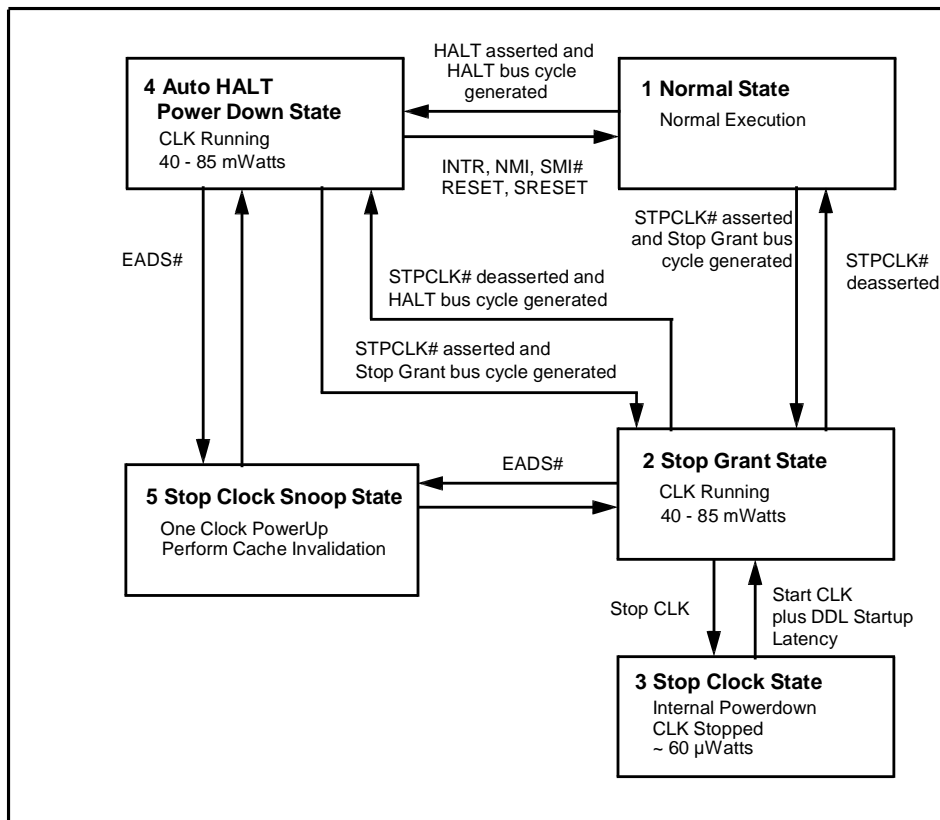 HALT asserted and
HALT bus cycle
generated
4 Auto HALT
Power Down State
CLK Running
40 - 85 mWatts
1 Normal State
Normal Execution
INTR, NMI, SMI#
RESET, SRESET
EADS#
STPCLK# asserted
and Stop Grant bus
cycle generated
STPCLK#
deasserted
STPCLK# deasserted and
HALT bus cycle generated
STPCLK# asserted and
Stop Grant bus cycle generated
EADS#
5 Stop Clock Snoop State
One Clock PowerUp
Perform Cache Invalidation
2 Stop Grant State
CLK Running
40 - 85 mWatts
Stop CLK
Start CLK
plus DDL Startup
Latency
3 Stop Clock State
Internal Powerdown
CLK Stopped
~ 60 µWatts